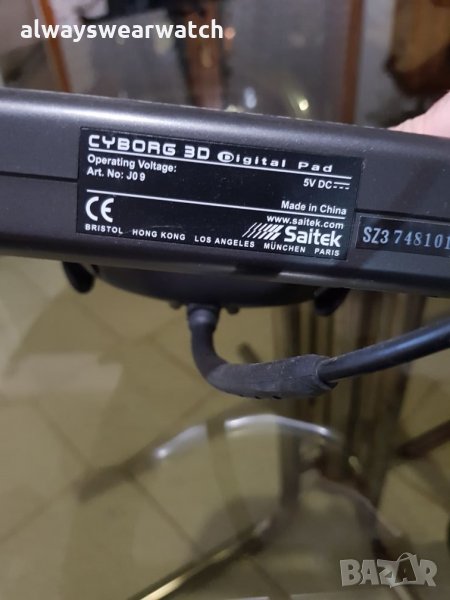 alwayswearwatch
CYBORG 3D Digital Pad
Operating Voltage: 5V DC
Art. No: J09
Made in China
www.saitek.com
CE Saitek
BRISTOL HONG KONG LOS ANGELES MÜNCHEN PARIS
SZ3 748101
BAZAR